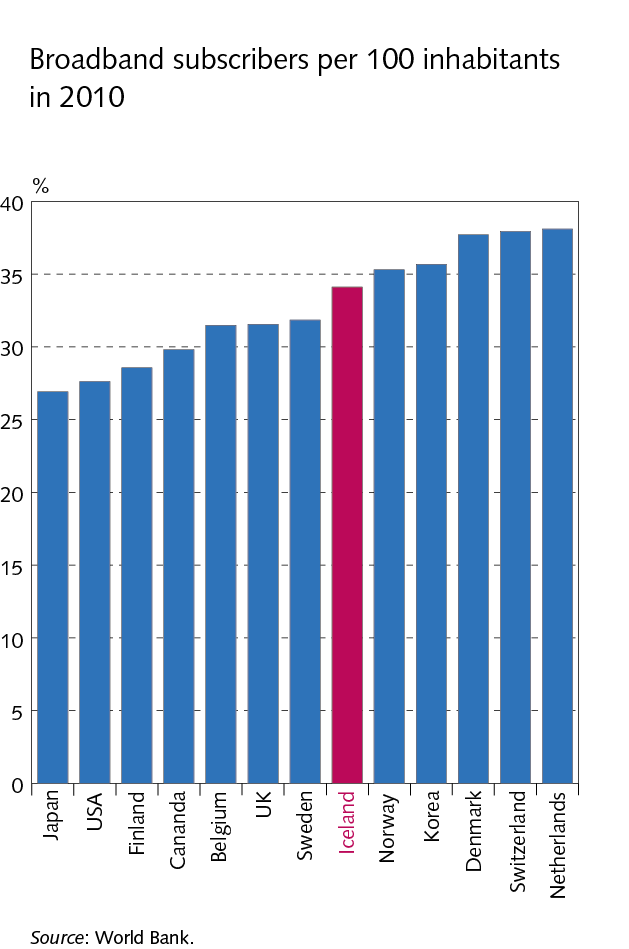 Broadband subscribers per 100 inhabitants
in 2010
%
40
35
30
25
20
15
10
5
0
Japan
USA
Finland
Cananda
Belgium
UK
Sweden
Iceland
Norway
Korea
Denmark
Switzerland
Netherlands
Source: World Bank.